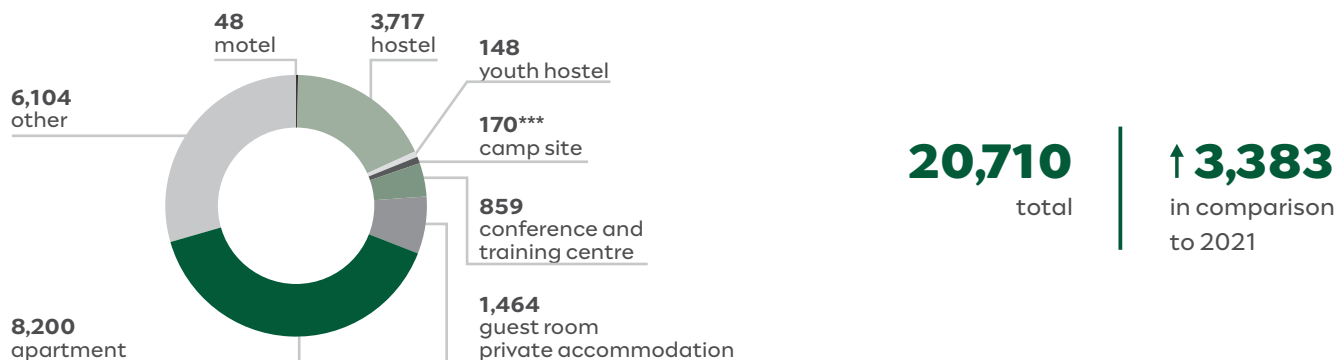 48
motel
3,717
hostel
148
youth hostel
6,104
other
170***
camp site
859
conference and
training centre
1,464
guest room
private accommodation
8,200
apartment
20,710
total
↑ 3,383
in comparison
to 2021